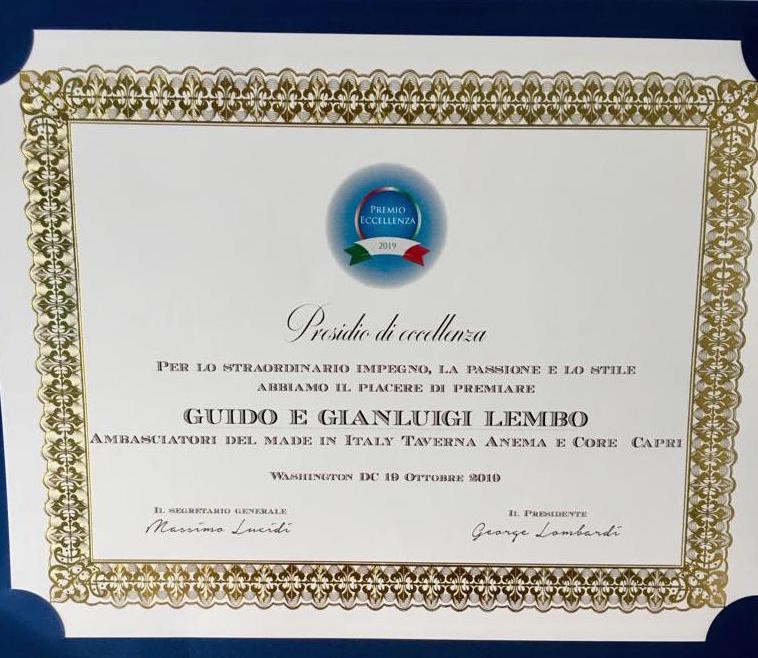 PREMIO
ECCELLENZA
2019
Presidio di eccellenza
PER LO STRAORDINARIO IMPEGNO, LA PASSIONE E LO STILE
ABBIAMO IL PIACERE DI PREMIARE
GUIDO E GIANLUIGI LEMBO
AMBASCIATORI DEL MADE IN ITALY TAVERNA ANEMA E CORE CAPRI
WASHINGTON DC 19 OTTOBRE 2019
IL SEGRETARIO GENERALE
Massimo Lucidi
IL PRESIDENTE
George Lombardi